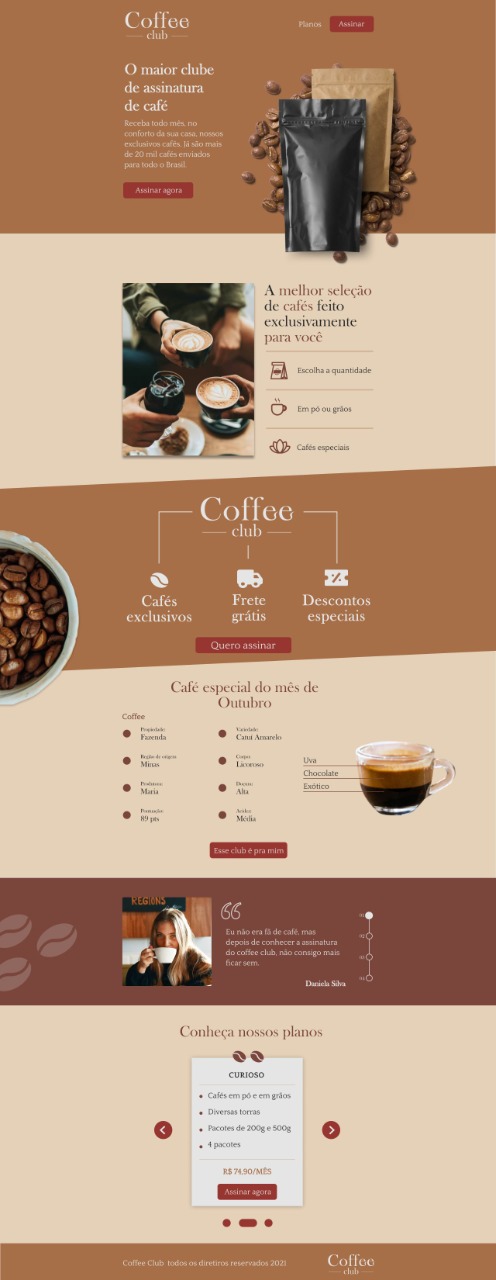 Coffee
club
Planos
Assinar
O maior clube
de assinatura
de café
Receba todo mês, no
conforto da sua casa, nossos
exclusivos cafés. Já são mais
de 20 mil cafés enviados
para todo o Brasil.
Assinar agora
A melhor seleção
de cafés feito
exclusivamente
para você
Escolha a quantidade
Em pó ou grãos
Cafés especiais
Coffee
club
Cafés
exclusivos
Frete
grátis
Descontos
especiais
Quero assinar
Café especial do mês de
Outubro
Coffee
Propriedade:
Fazenda
Variedade:
Catuí Amarelo
Região de origem:
Minas
Corpo:
Licoroso
Produtora:
Maria
Doçura:
Alta
Pontuação:
89 pts
Acidez:
Média
Uva
Chocolate
Exótico
Esse club é pra mim
REGIONS
Eu não era fã de café, mas
depois de conhecer a assinatura
do coffee club, não consigo mais
ficar sem.
Daniela Silva
01
02
03
04
Conheça nossos planos
CURIOSO
Cafés em pó e em grãos
Diversas torras
Pacotes de 200g e 500g
4 pacotes
R$ 74,90/MÊS
Assinar agora
Coffee Club todos os diretiros reservados 2021
Coffee
club